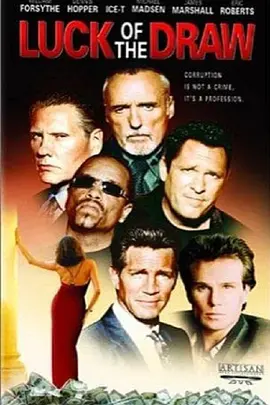 WILLIAM DENNIS MICHAEL JAMES ERIC
FORSYTHE HOPPER ICE-T MADSEN MARSHALL ROBERTS
LUCK OF THE DRAW
CORRUPTION
IS NOT A CRIME,
IT'S A PROFESSION.
ARTISAN
DVD